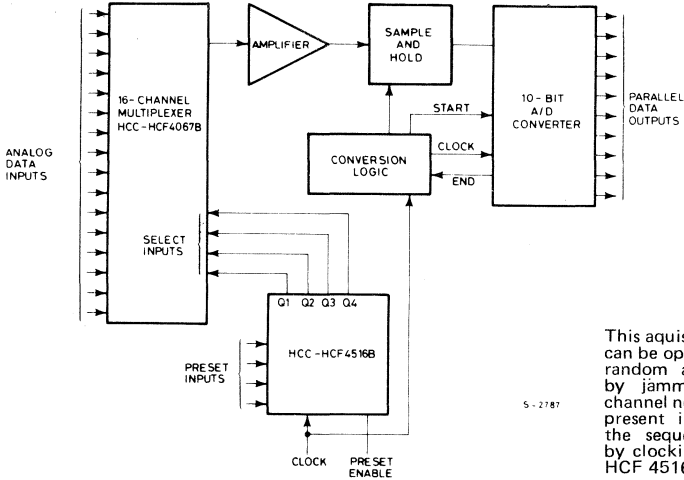 AMPLIFIER
SAMPLE
AND
HOLD
16-CHANNEL
MULTIPLEXER
HCC-HCF4067B
10-BIT
A/D
CONVERTER
PARALLEL
DATA
OUTPUTS
START
CLOCK
END
CONVERSION
LOGIC
ANALOG
DATA
INPUTS
SELECT
INPUTS
Q1 Q2 Q3 Q4
HCC-HCF4516B
PRESET
INPUTS
CLOCK
PRESET
ENABLE
S-2787
This aquis
can be op
random a
by jamm
channel n
present i
the seque
by clocki
HCF 4516